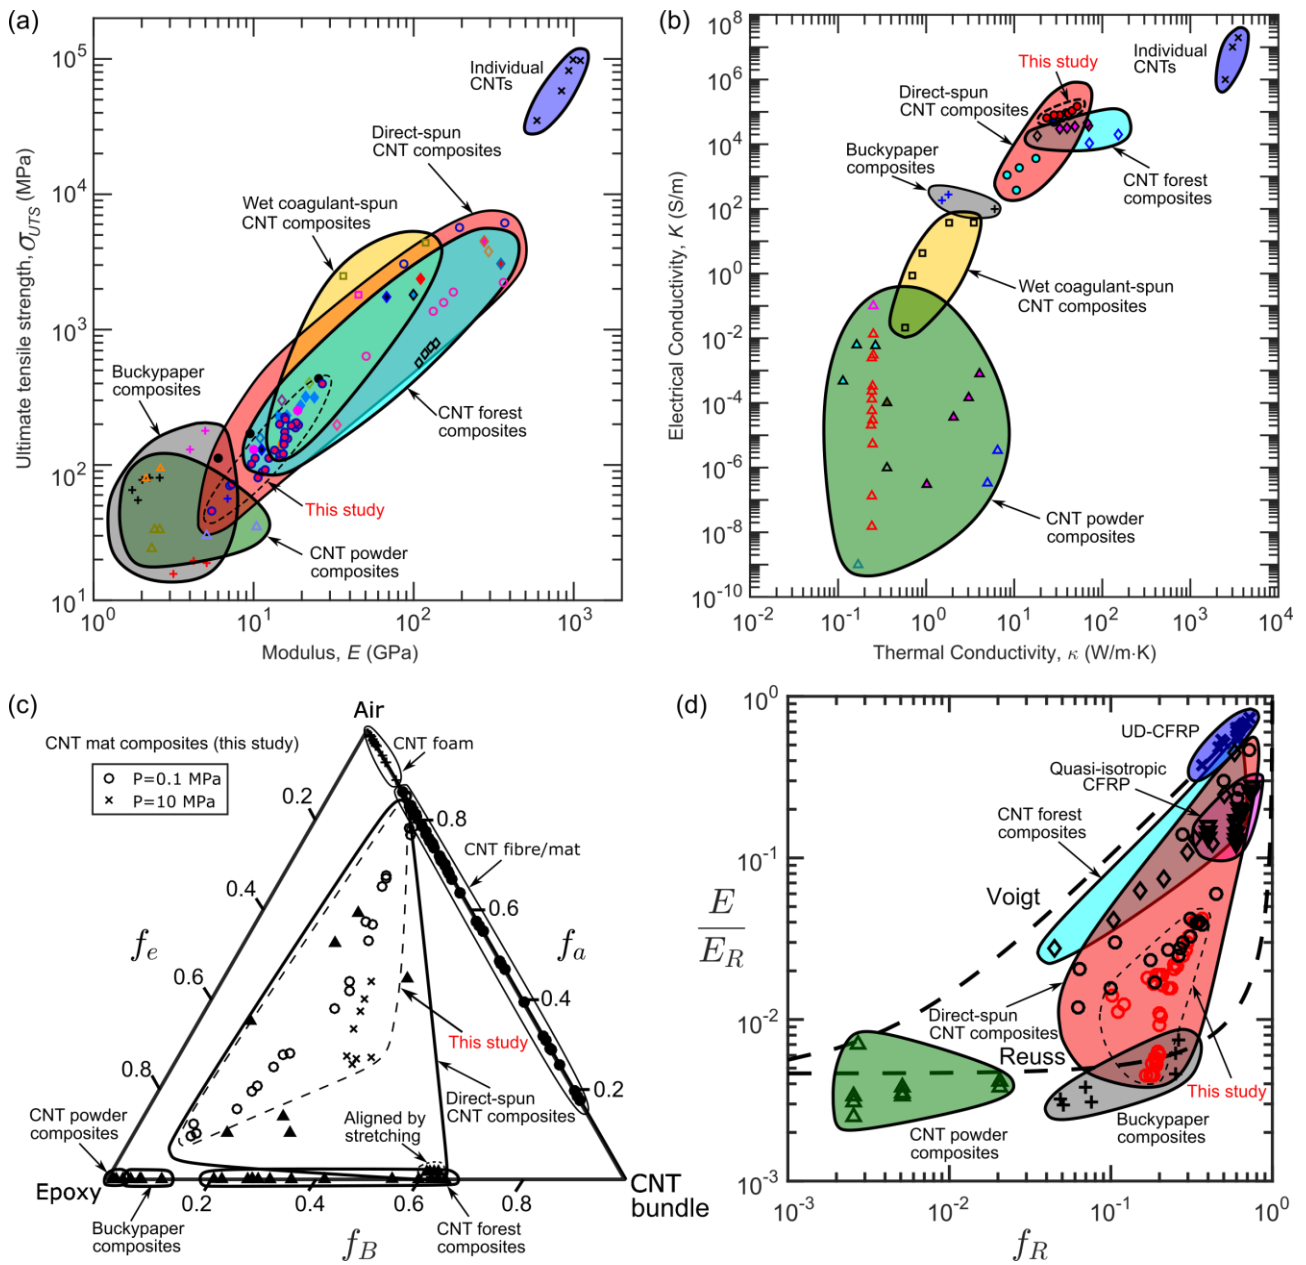 (a)
10^5
10^4
10^3
10^2
10^1
Ultimate tensile strength, σ_UTS (MPa)
Individual
CNTs
Direct-spun
CNT composites
Wet coagulant-spun
CNT composites
Buckypaper
composites
CNT forest
composites
This study
CNT powder
composites
10^0
10^1
10^2
10^3
Modulus, E (GPa)
(b)
10^8
10^6
10^4
10^2
10^0
10^-2
10^-4
10^-6
10^-8
10^-10
Electrical Conductivity, K (S/m)
This study
Individual
CNTs
Direct-spun
CNT composites
Buckypaper
composites
CNT forest
composites
Wet coagulant-spun
CNT composites
CNT powder
composites
10^-2
10^-1
10^0
10^1
10^2
10^3
10^4
Thermal Conductivity, κ (W/m·K)
(c)
Air
CNT mat composites (this study)
P=0.1 MPa
P=10 MPa
CNT foam
0.2
0.4
0.6
0.8
f_e
0.8
0.6
0.4
0.2
f_a
CNT fibre/mat
This study
Direct-spun
CNT composites
Aligned by
stretching
CNT powder
composites
Epoxy
CNT
bundle
0.2
0.4
0.6
0.8
Buckypaper
composites
f_B
CNT forest
composites
(d)
10^0
10^-1
10^-2
10^-3
E
E_R
UD-CFRP
Quasi-isotropic
CFRP
CNT forest
composites
Voigt
Direct-spun
CNT composites
Reuss
This study
CNT powder
composites
Buckypaper
composites
10^-3
10^-2
10^-1
10^0
f_R